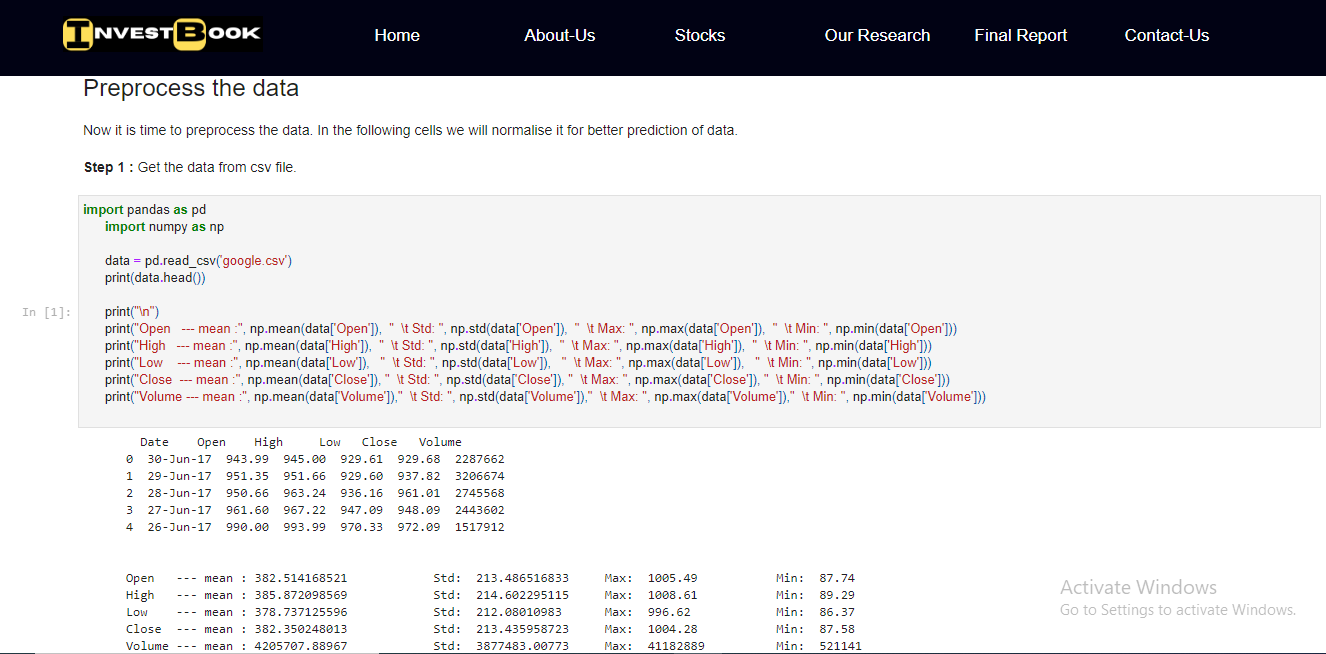 INVESTBOOK Home About-Us Stocks Our Research Final Report Contact-Us
Preprocess the data
Now it is time to preprocess the data. In the following cells we will normalise it for better prediction of data.
Step 1 : Get the data from csv file.
import pandas as pd
import numpy as np
data = pd.read_csv('google.csv')
print(data.head())
In [1]:
print("\n")
print("Open   --- mean :", np.mean(data['Open']),  "  \t Std: ", np.std(data['Open']),  "  \t Max: ", np.max(data['Open']),  "  \t Min: ", np.min(data['Open']))
print("High   --- mean :", np.mean(data['High']),  "  \t Std: ", np.std(data['High']),  "  \t Max: ", np.max(data['High']),  "  \t Min: ", np.min(data['High']))
print("Low    --- mean :", np.mean(data['Low']),   "  \t Std: ", np.std(data['Low']),   "  \t Max: ", np.max(data['Low']),   "  \t Min: ", np.min(data['Low']))
print("Close  --- mean :", np.mean(data['Close']), "  \t Std: ", np.std(data['Close']), "  \t Max: ", np.max(data['Close']), "  \t Min: ", np.min(data['Close']))
print("Volume --- mean :", np.mean(data['Volume']),"  \t Std: ", np.std(data['Volume']),"  \t Max: ", np.max(data['Volume']),"  \t Min: ", np.min(data['Volume']))
Date Open High Low Close Volume
0 30-Jun-17 943.99 945.00 929.61 929.68 2287662
1 29-Jun-17 951.35 951.66 929.60 937.82 3206674
2 28-Jun-17 950.66 963.24 936.16 961.01 2745568
3 27-Jun-17 961.60 967.22 947.09 948.09 2443602
4 26-Jun-17 990.00 993.99 970.33 972.09 1517912
Open --- mean : 382.514168521 Std: 213.486516833 Max: 1005.49 Min: 87.74
High --- mean : 385.872098569 Std: 214.602295115 Max: 1008.61 Min: 89.29
Low --- mean : 378.737125596 Std: 212.08010983 Max: 996.62 Min: 86.37
Close --- mean : 382.350248013 Std: 213.435958723 Max: 1004.28 Min: 87.58
Volume --- mean : 4205707.88967 Std: 3877483.00773 Max: 41182889 Min: 521141
Activate Windows
Go to Settings to activate Windows.